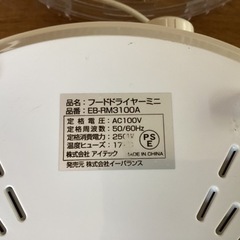 品名：フードドライヤーミニ
品番：EB-RM3100A
定格電圧：AC100V
定格周波数：50/60Hz
定格消費電力：250W
温度ヒューズ：
株式会社 アイテック
MADE IN CHINA
発売元 株式会社イーバランス
PSE